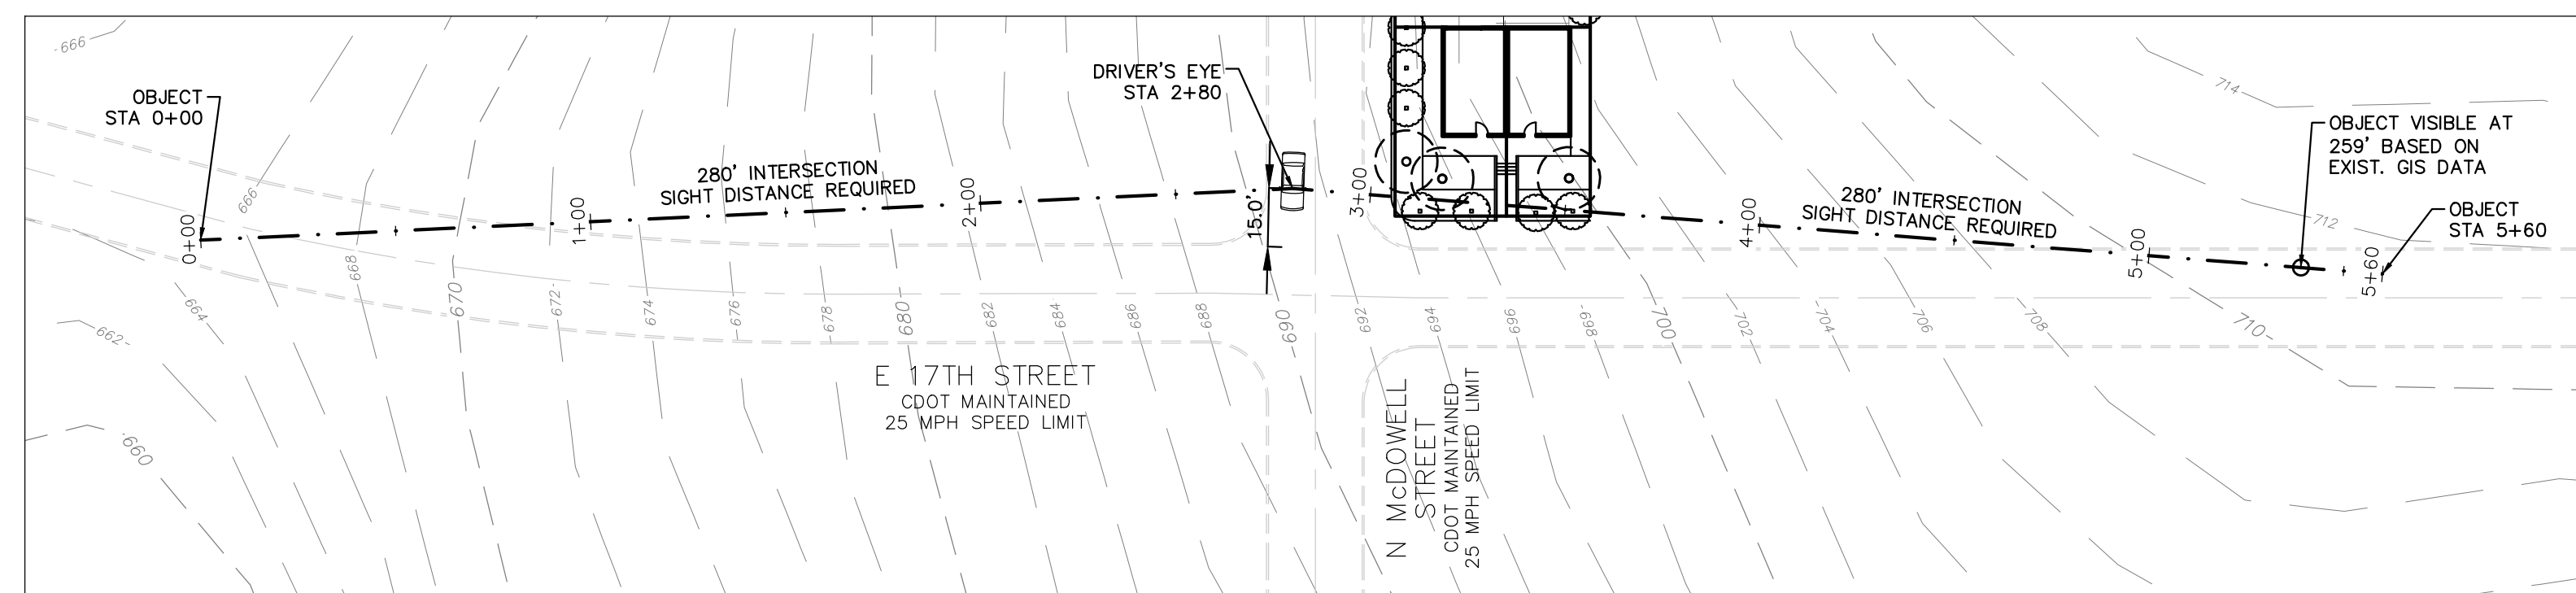 666
OBJECT
STA 0+00
DRIVER'S EYE
STA 2+80
280' INTERSECTION
SIGHT DISTANCE REQUIRED
15.0'
280' INTERSECTION
SIGHT DISTANCE REQUIRED
OBJECT VISIBLE AT
259' BASED ON
EXIST. GIS DATA
OBJECT
STA 5+60
714
712
666
0+00
1+00
2+00
3+00
4+00
5+00
5+60
662
664
668
670
672
674
676
678
680
682
684
686
688
690
692
694
696
698
700
702
704
706
708
710
660
E 17TH STREET
CDOT MAINTAINED
25 MPH SPEED LIMIT
N McDOWELL
STREET
CDOT MAINTAINED
25 MPH SPEED LIMIT